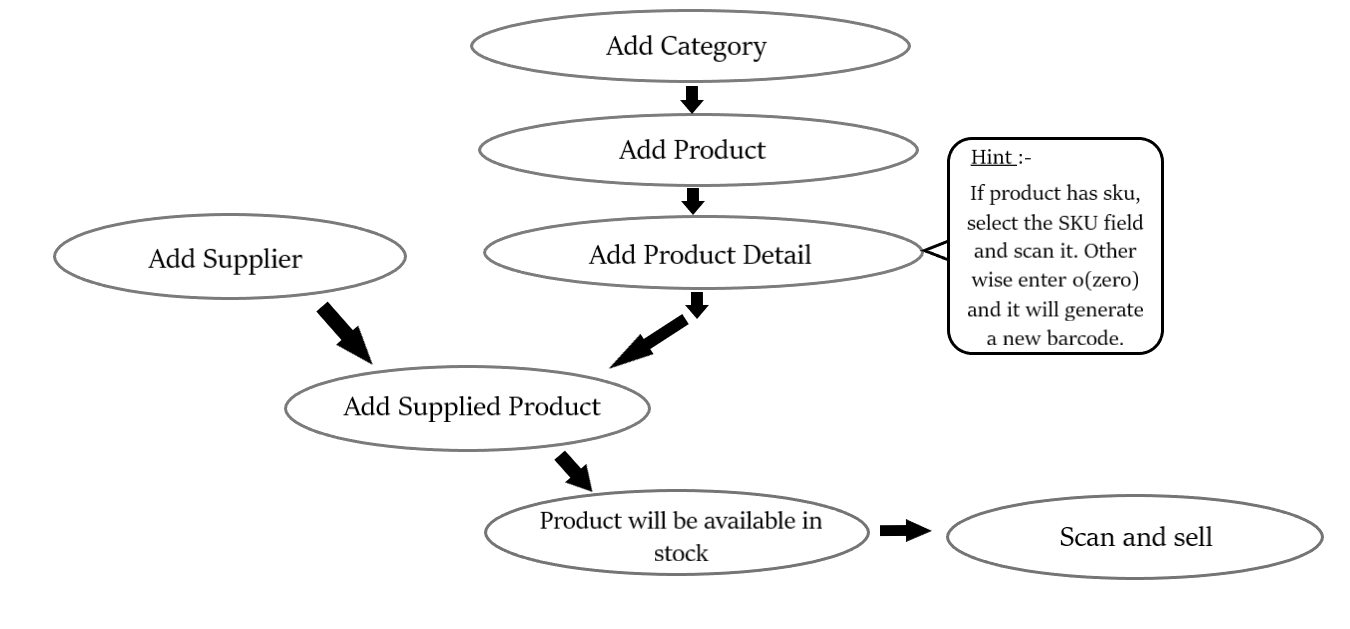 Add Category
Add Product
Hint :-
If product has sku,
select the SKU field
and scan it. Other
wise enter o(zero)
and it will generate
a new barcode.
Add Supplier
Add Product Detail
Add Supplied Product
Product will be available in
stock
Scan and sell